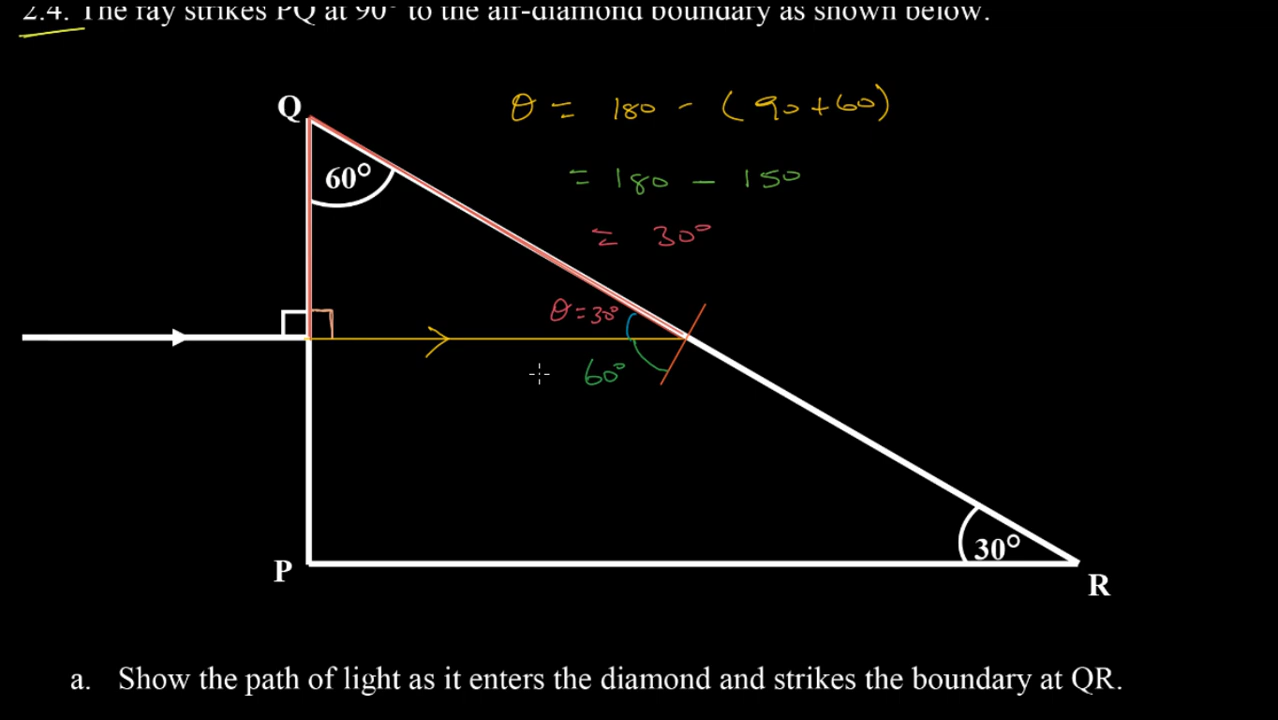 2.4. The ray strikes PQ at 90° to the air-diamond boundary as shown below.
Q
θ = 180 - (90+60)
60°
= 180 - 150
= 30°
θ=30°
60°
30°
P
R
a. Show the path of light as it enters the diamond and strikes the boundary at QR.